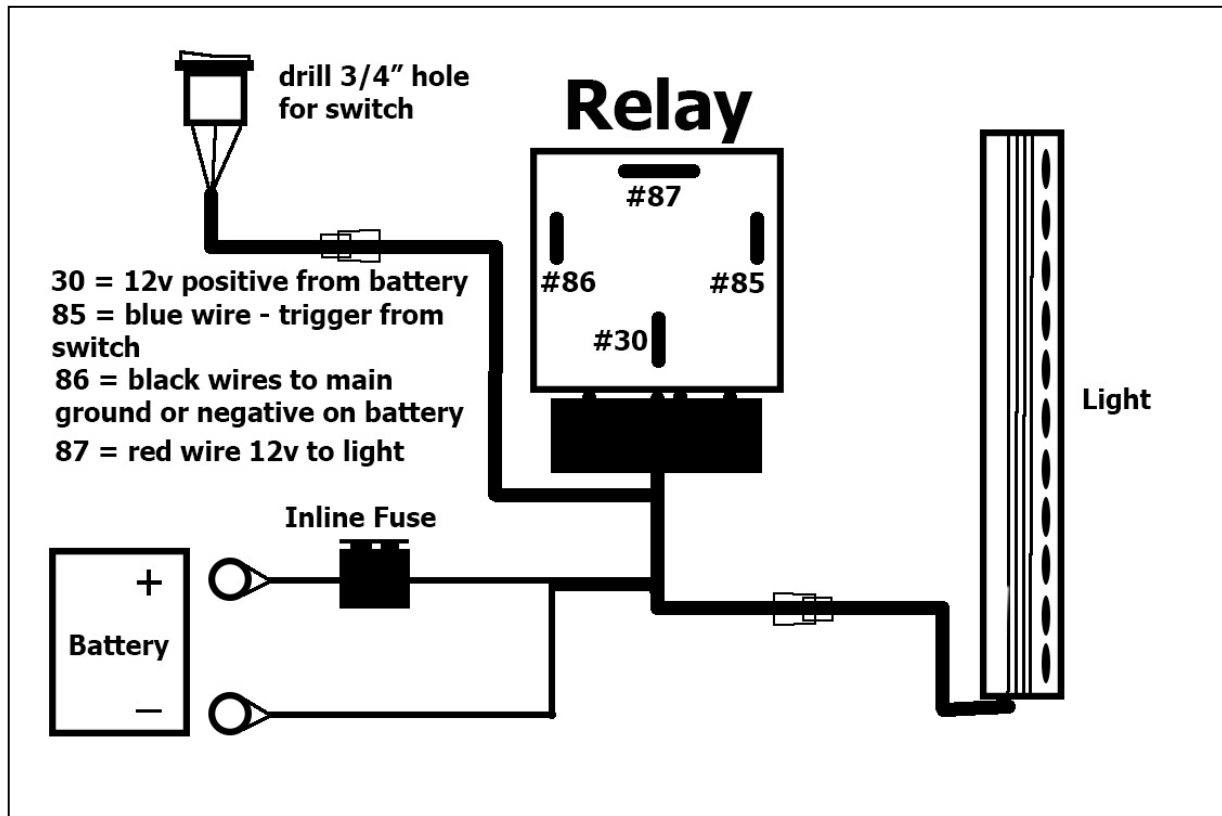 drill 3/4” hole
for switch
Relay
#87
#86
#85
#30
30 = 12v positive from battery
85 = blue wire - trigger from
switch
86 = black wires to main
ground or negative on battery
87 = red wire 12v to light
Light
Inline Fuse
+
Battery
−